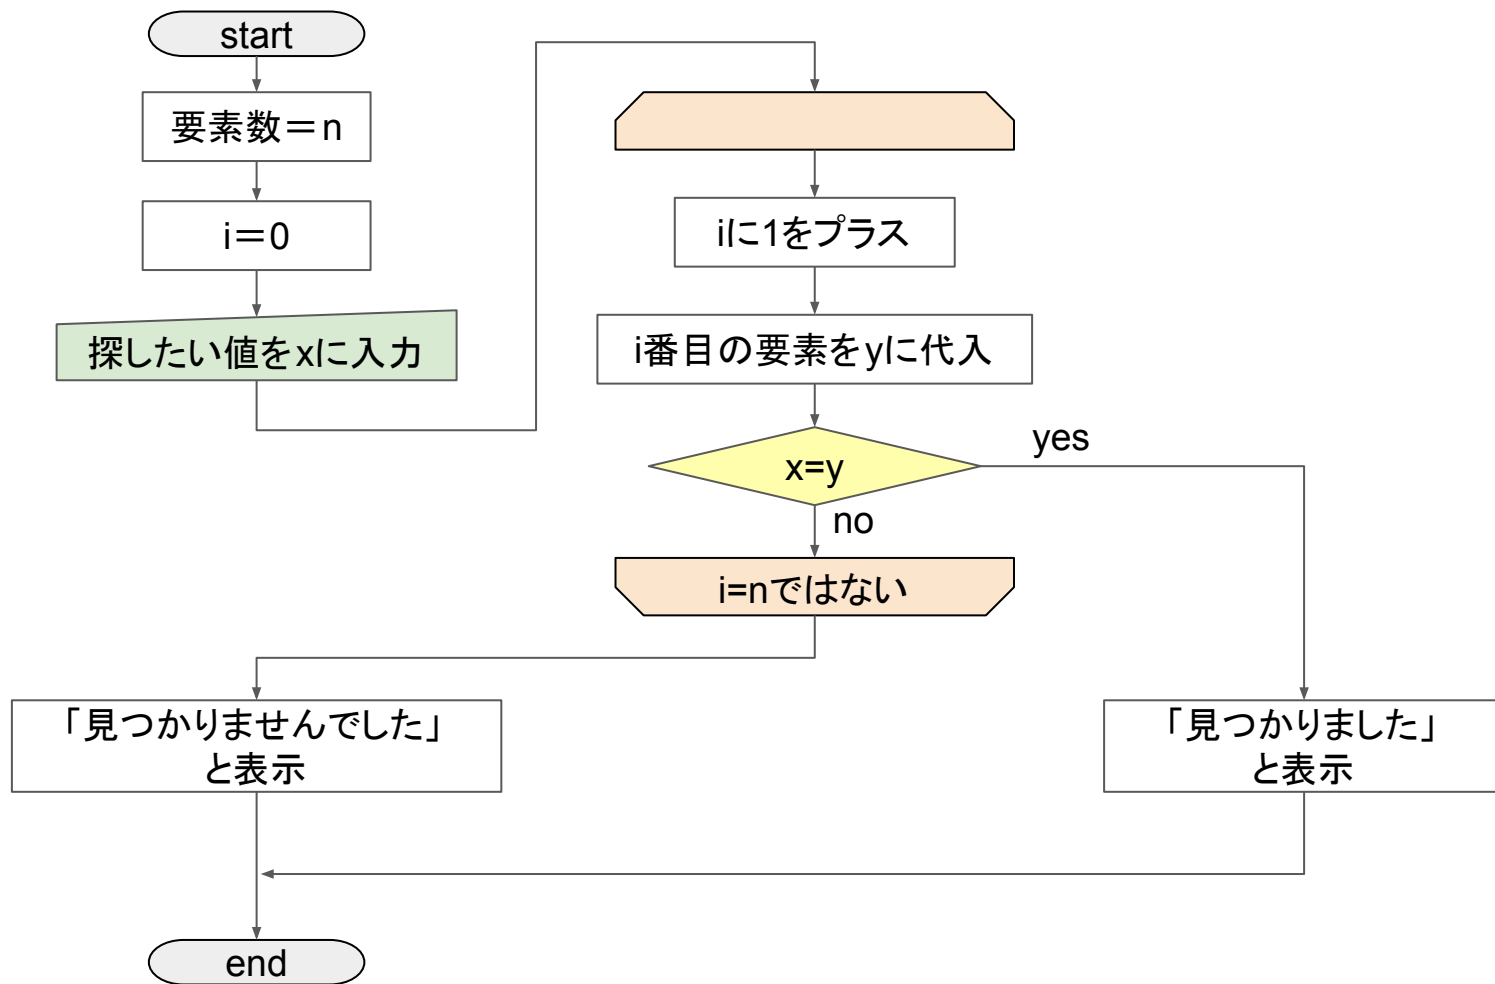 start
要素数＝n
i＝0
探したい値をxに入力
iに1をプラス
i番目の要素をyに代入
x=y
yes
no
i=nではない
「見つかりませんでした」
と表示
「見つかりました」
と表示
end